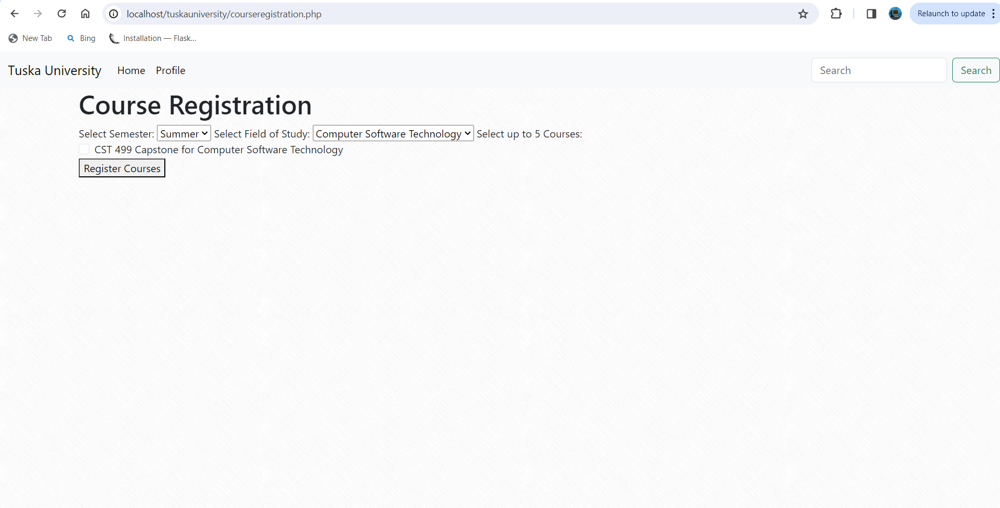 localhost/tuskauniversity/courseregistration.php
Relaunch to update
New Tab
Bing
Installation — Flask...
Tuska University
Home
Profile
Search
Search
Course Registration
Select Semester: Summer Select Field of Study: Computer Software Technology Select up to 5 Courses:
CST 499 Capstone for Computer Software Technology
Register Courses